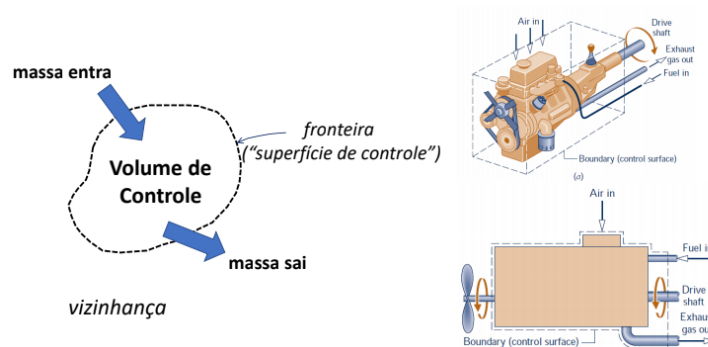 massa entra
fronteira
("superfície de controle")
Volume de
Controle
massa sai
vizinhança
Air in
Drive
shaft
Exhaust
gas out
Fuel in
Boundary (control surface)
(a)
Air in
Fuel in
Drive
shaft
Exhaust
gas out
Boundary (control surface)